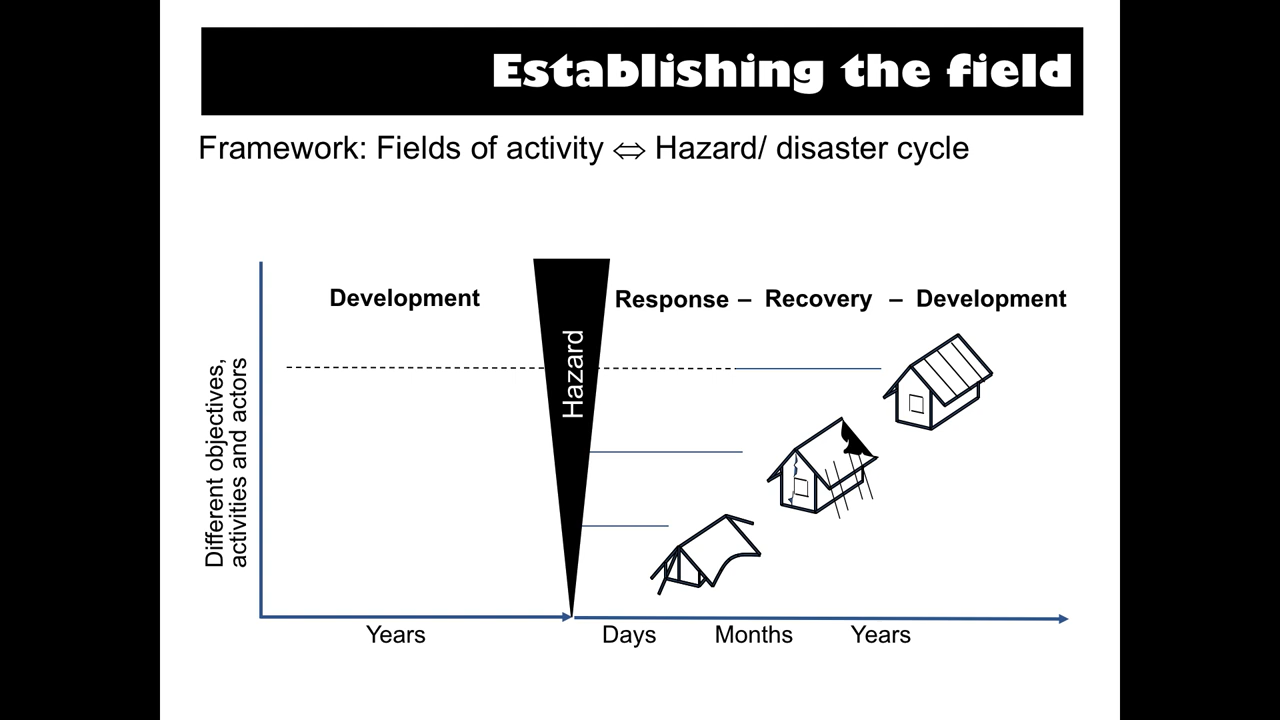 Establishing the field
Framework: Fields of activity ⇔ Hazard/ disaster cycle
Development
Response – Recovery – Development
Hazard
Different objectives,
activities and actors
Years
Days
Months
Years